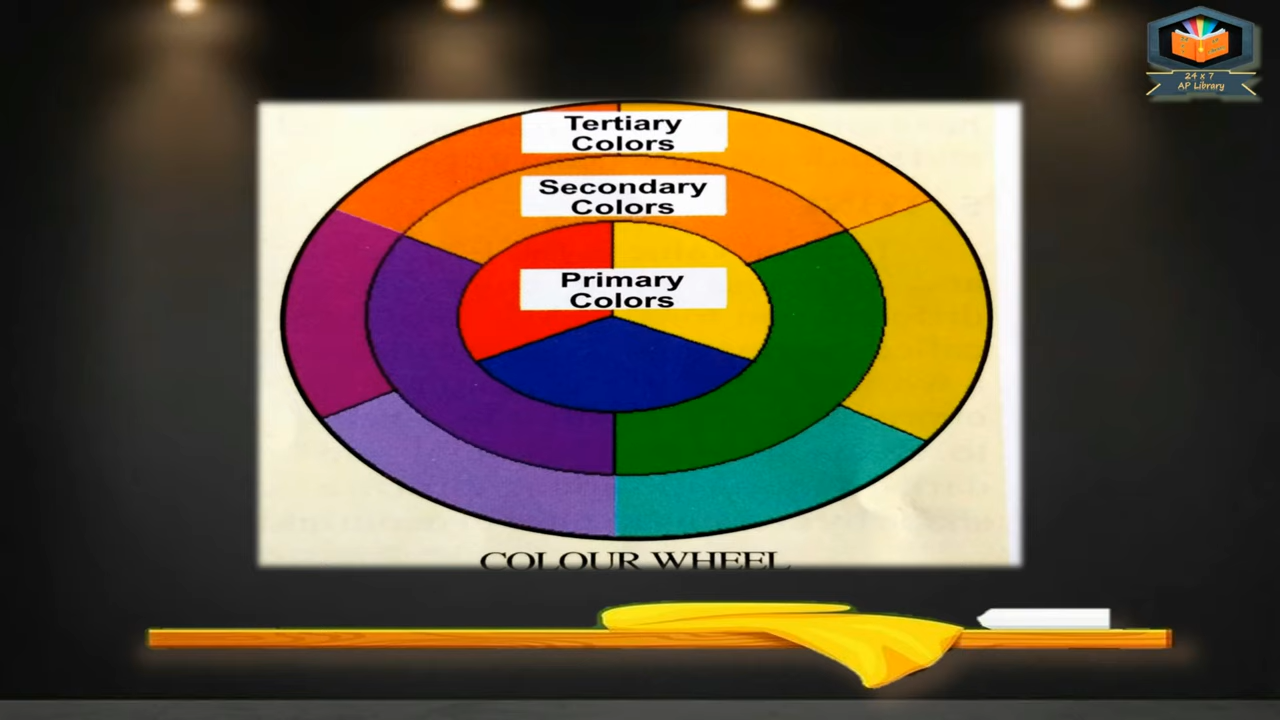 24 x 7
AP Library
Tertiary
Colors
Secondary
Colors
Primary
Colors
COLOUR WHEEL